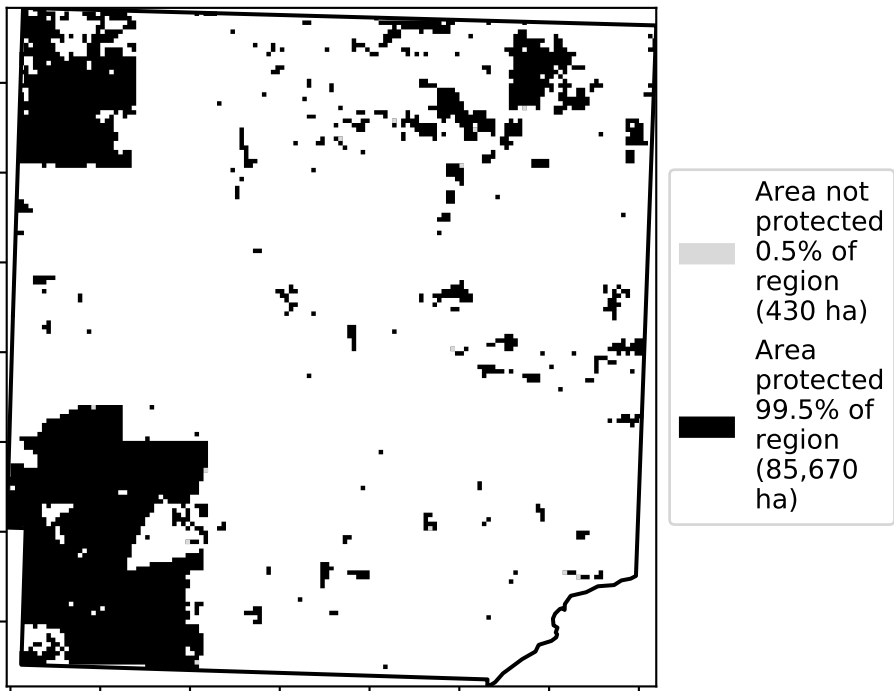 Area not
protected
0.5% of
region
(430 ha)
Area
protected
99.5% of
region
(85,670
ha)